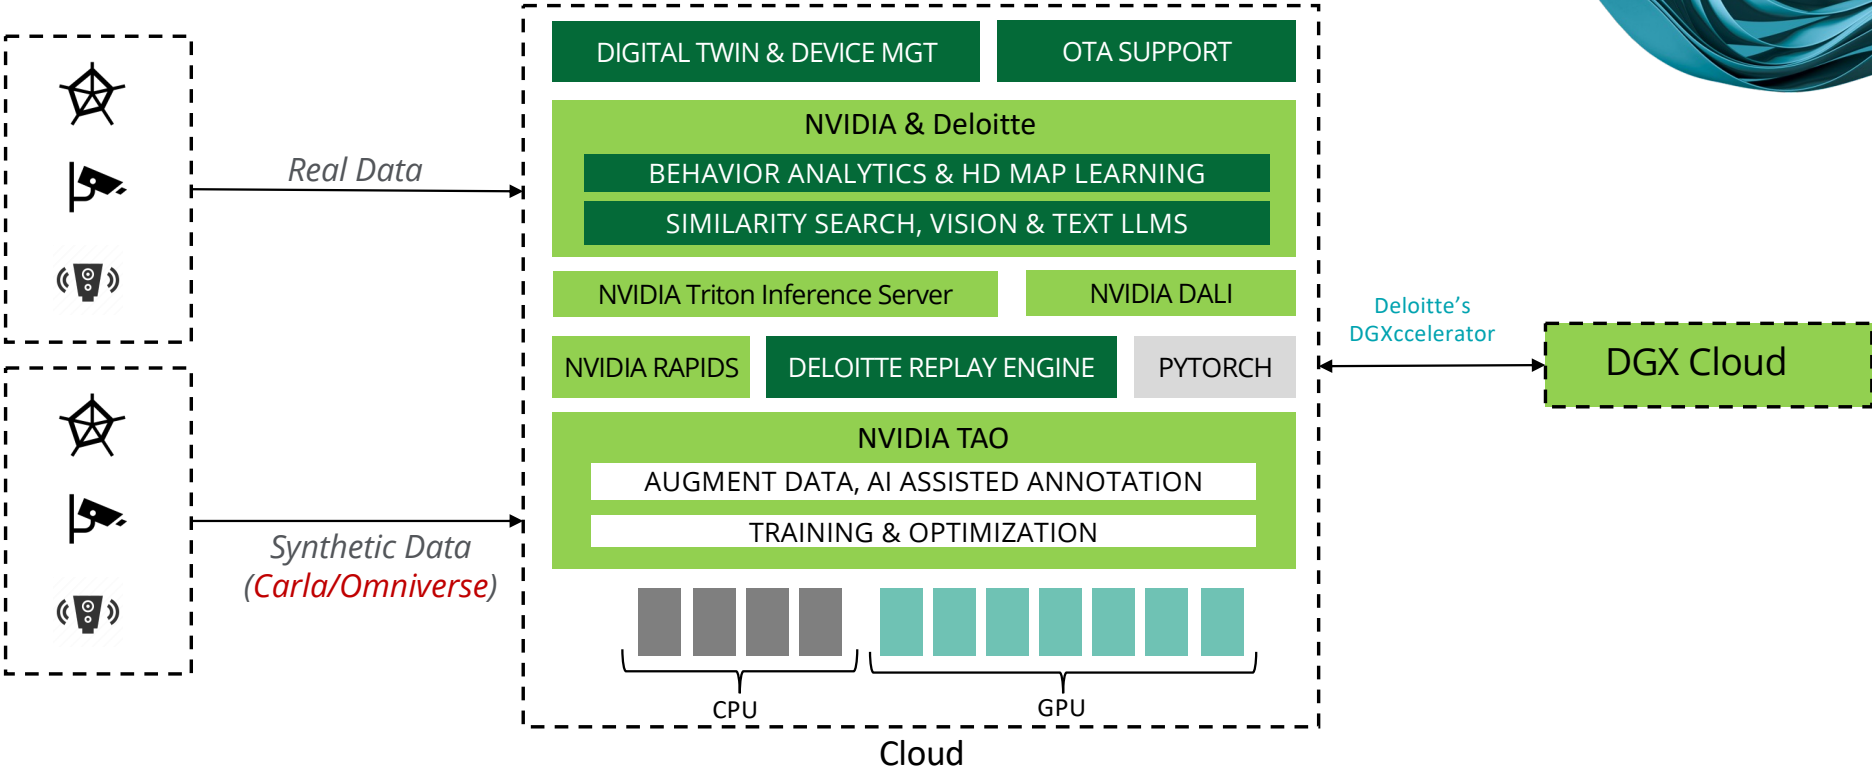 DIGITAL TWIN & DEVICE MGT
OTA SUPPORT
NVIDIA & Deloitte
BEHAVIOR ANALYTICS & HD MAP LEARNING
SIMILARITY SEARCH, VISION & TEXT LLMS
Real Data
NVIDIA Triton Inference Server
NVIDIA DALI
NVIDIA RAPIDS
DELOITTE REPLAY ENGINE
PYTORCH
Deloitte’s
DGXccelerator
DGX Cloud
NVIDIA TAO
AUGMENT DATA, AI ASSISTED ANNOTATION
TRAINING & OPTIMIZATION
Synthetic Data
(Carla/Omniverse)
CPU
GPU
Cloud